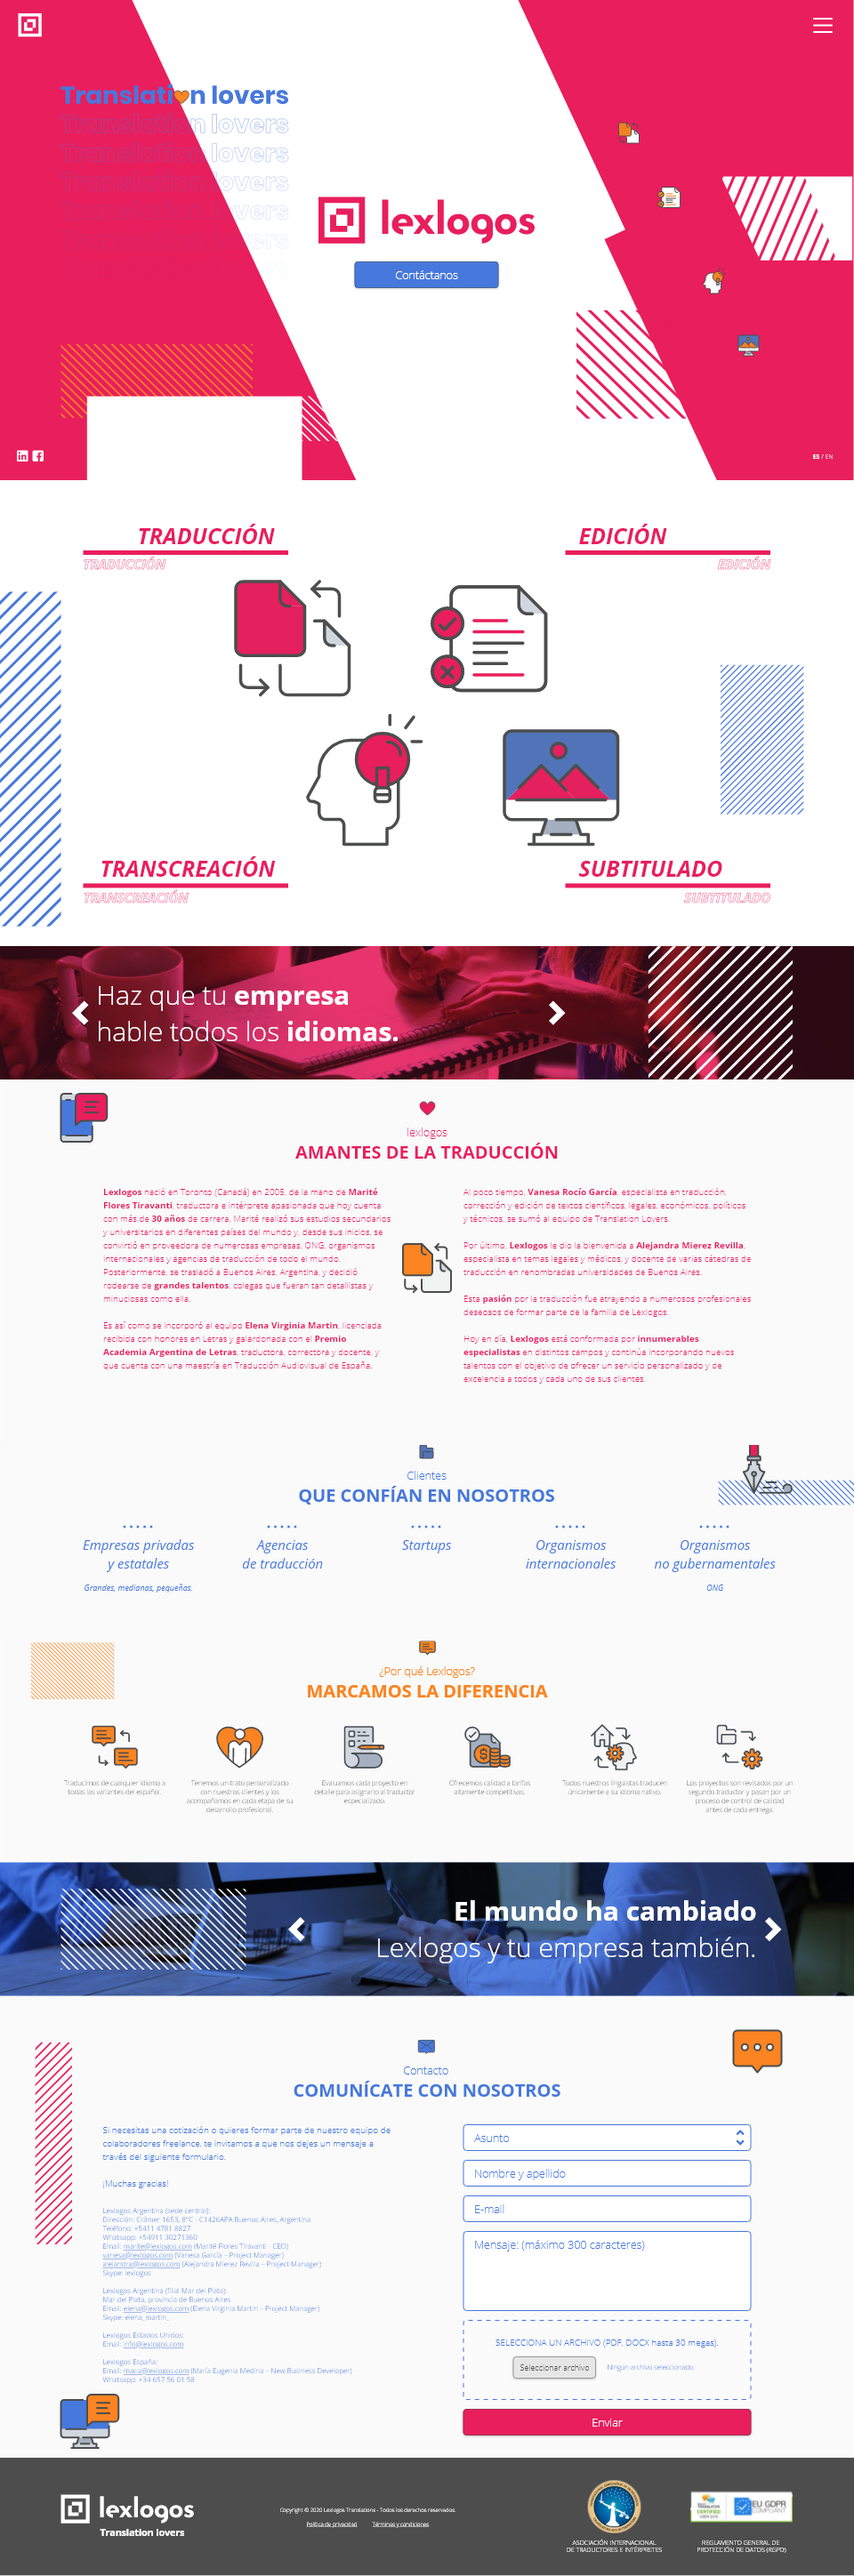 Translation lovers
Translation lovers
Translation lovers
Translation lovers
lexlogos
Contáctanos
ES / EN
TRADUCCIÓN
TRADUCCIÓN
EDICIÓN
EDICIÓN
TRANSCREACIÓN
TRANSCREACIÓN
SUBTITULADO
SUBTITULADO
Haz que tu empresa
hable todos los idiomas.
lexlogos
AMANTES DE LA TRADUCCIÓN
Lexlogos nació en Toronto (Canadá) en 2005, de la mano de Marité
Flores Tiravanti, traductora e intérprete apasionada que hoy cuenta
con más de 30 años de carrera. Marité realizó sus estudios secundarios
y universitarios en diferentes países del mundo y, desde sus inicios, se
convirtió en proveedora de numerosas empresas, ONG, organismos
internacionales y agencias de traducción de todo el mundo.
Posteriormente, se trasladó a Buenos Aires, Argentina, y decidió
rodearse de grandes talentos, colegas que fueran tan detallistas y
minuciosas como ella.
Es así como se incorporó al equipo Elena Virginia Martín, licenciada
recibida con honores en Letras y galardonada con el Premio
Academia Argentina de Letras, traductora, correctora y docente, y
que cuenta con una maestría en Traducción Audiovisual de España.
Al poco tiempo, Vanesa Rocío García, especialista en traducción,
corrección y edición de textos científicos, legales, económicos, políticos
y técnicos, se sumó al equipo de Translation Lovers.
Por último, Lexlogos le dio la bienvenida a Alejandra Mierez Revilla,
especialista en temas legales y médicos, y docente de varias cátedras de
traducción en renombradas universidades de Buenos Aires.
Esta pasión por la traducción fue atrayendo a numerosos profesionales
deseosos de formar parte de la familia de Lexlogos.
Hoy en día, Lexlogos está conformada por innumerables
especialistas en distintos campos y continúa incorporando nuevos
talentos con el objetivo de ofrecer un servicio personalizado y de
excelencia a todos y cada uno de sus clientes.
Clientes
QUE CONFÍAN EN NOSOTROS
Empresas privadas
y estatales
Grandes, medianas, pequeñas.
Agencias
de traducción
Startups
Organismos
internacionales
Organismos
no gubernamentales
ONG
¿Por qué Lexlogos?
MARCAMOS LA DIFERENCIA
Traducimos de cualquier idioma a
todas las variantes del español.
Tenemos un trato personalizado
con nuestros clientes y los
acompañamos en cada etapa de su
desarrollo profesional.
Evaluamos cada proyecto en
detalle para asignarlo al traductor
especializado.
Ofrecemos calidad a tarifas
altamente competitivas.
Todos nuestros lingüistas traducen
únicamente a su idioma nativo.
Los proyectos son revisados por un
segundo traductor y pasan por un
proceso de control de calidad
antes de cada entrega.
El mundo ha cambiado
Lexlogos y tu empresa también.
Contacto
COMUNÍCATE CON NOSOTROS
Si necesitas una cotización o quieres formar parte de nuestro equipo de
colaboradores freelance, te invitamos a que nos dejes un mensaje a
través del siguiente formulario.
¡Muchas gracias!
Lexlogos Argentina (sede central):
Dirección: Crámer 1653, 8°C - C1426APA Buenos Aires, Argentina
Teléfono: +5411 4781 8827
Whatsapp: +54911 30271360
Email: marite@lexlogos.com (Marité Flores Tiravanti - CEO)
vanesa@lexlogos.com (Vanesa García – Project Manager)
alejandra@lexlogos.com (Alejandra Mierez Revilla – Project Manager)
Skype: lexlogos
Lexlogos Argentina (filial Mar del Plata):
Mar del Plata, provincia de Buenos Aires
Email: elena@lexlogos.com (Elena Virginia Martín – Project Manager)
Skype: elena_martin_
Lexlogos Estados Unidos:
Email: info@lexlogos.com
Lexlogos España:
Email: macu@lexlogos.com (María Eugenia Medina – New Business Developer)
Whatsapp: +34 657 56 01 58
Asunto
Nombre y apellido
E-mail
Mensaje: (máximo 300 caracteres)
SELECCIONA UN ARCHIVO (PDF, DOCX hasta 30 megas).
Seleccionar archivo
Ningún archivo seleccionado.
Enviar
lexlogos
Translation lovers
Copyright © 2020 Lexlogos Translations - Todos los derechos reservados.
Política de privacidad
Términos y condiciones
ASOCIACIÓN INTERNACIONAL
DE TRADUCTORES E INTÉRPRETES
EU GDPR
COMPLIANT
REGLAMENTO GENERAL DE
PROTECCIÓN DE DATOS (RGPD)